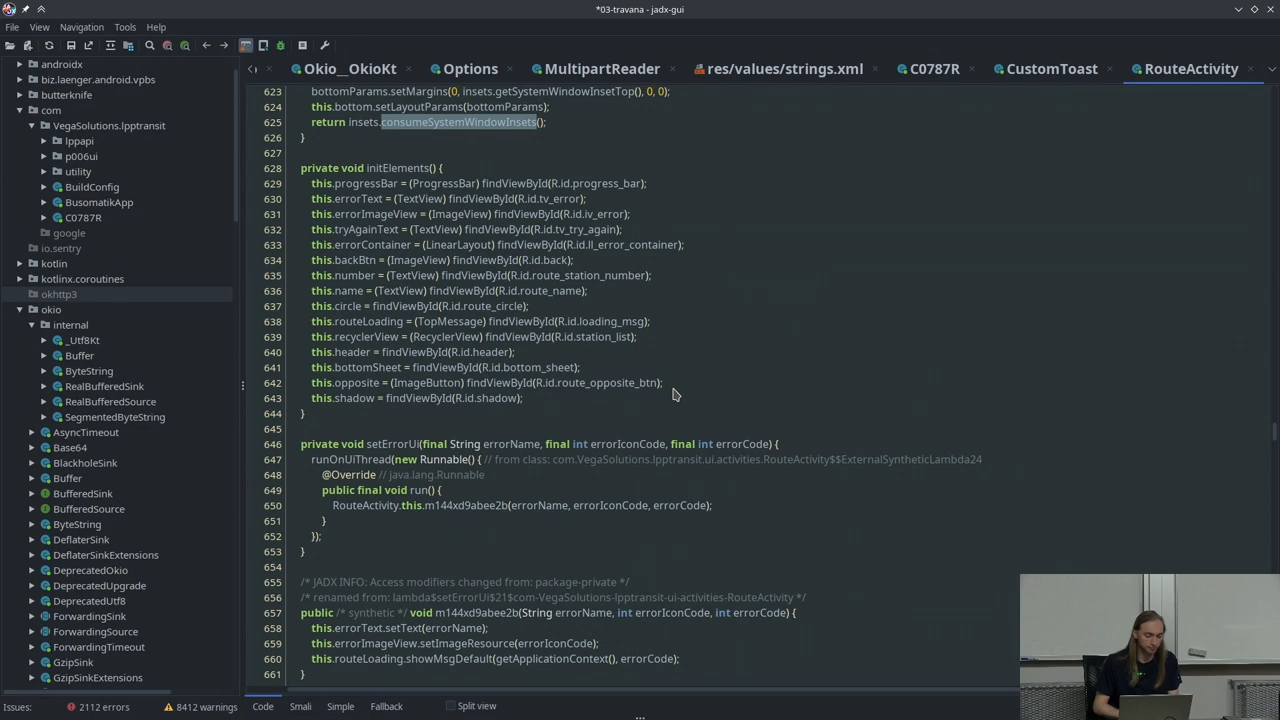 *03-travana - jadx-gui
File View Navigation Tools Help
Okio__OkioKt Options MultipartReader res/values/strings.xml C0787R CustomToast RouteActivity
androidx
biz.laenger.android.vpbs
butterknife
com
VegaSolutions.lpptransit
lppapi
p006ui
utility
BuildConfig
BusomatikApp
C0787R
google
io.sentry
kotlin
kotlinx.coroutines
okhttp3
okio
internal
_Utf8Kt
Buffer
ByteString
RealBufferedSink
RealBufferedSource
SegmentedByteString
AsyncTimeout
Base64
BlackholeSink
Buffer
BufferedSink
BufferedSource
ByteString
DeflaterSink
DeflaterSinkExtensions
DeprecatedOkio
DeprecatedUpgrade
DeprecatedUtf8
ForwardingSink
ForwardingSource
ForwardingTimeout
GzipSink
GzipSinkExtensions
623 bottomParams.setMargins(0, insets.getSystemWindowInsetTop(), 0, 0);
624 this.bottom.setLayoutParams(bottomParams);
625 return insets.consumeSystemWindowInsets();
626 }
627
628 private void initElements() {
629 this.progressBar = (ProgressBar) findViewById(R.id.progress_bar);
630 this.errorText = (TextView) findViewById(R.id.tv_error);
631 this.errorImageView = (ImageView) findViewById(R.id.iv_error);
632 this.tryAgainText = (TextView) findViewById(R.id.tv_try_again);
633 this.errorContainer = (LinearLayout) findViewById(R.id.ll_error_container);
634 this.backBtn = (ImageView) findViewById(R.id.back);
635 this.number = (TextView) findViewById(R.id.route_station_number);
636 this.name = (TextView) findViewById(R.id.route_name);
637 this.circle = findViewById(R.id.route_circle);
638 this.routeLoading = (TopMessage) findViewById(R.id.loading_msg);
639 this.recyclerView = (RecyclerView) findViewById(R.id.station_list);
640 this.header = findViewById(R.id.header);
641 this.bottomSheet = findViewById(R.id.bottom_sheet);
642 this.opposite = (ImageButton) findViewById(R.id.route_opposite_btn);
643 this.shadow = findViewById(R.id.shadow);
644 }
645
646 private void setErrorUi(final String errorName, final int errorIconCode, final int errorCode) {
647 runOnUiThread(new Runnable() { // from class: com.VegaSolutions.lpptransit.ui.activities.RouteActivity$$ExternalSyntheticLambda24
648 @Override // java.lang.Runnable
649 public final void run() {
650 RouteActivity.this.m144xd9abee2b(errorName, errorIconCode, errorCode);
651 }
652 });
653 }
654
655 /* JADX INFO: Access modifiers changed from: package-private */
656 /* renamed from: lambda$setErrorUi$21$com-VegaSolutions-lpptransit-ui-activities-RouteActivity */
657 public /* synthetic */ void m144xd9abee2b(String errorName, int errorIconCode, int errorCode) {
658 this.errorText.setText(errorName);
659 this.errorImageView.setImageResource(errorIconCode);
660 this.routeLoading.showMsgDefault(getApplicationContext(), errorCode);
661 }
Issues: 2112 errors 8412 warnings Code Smali Simple Fallback Split view